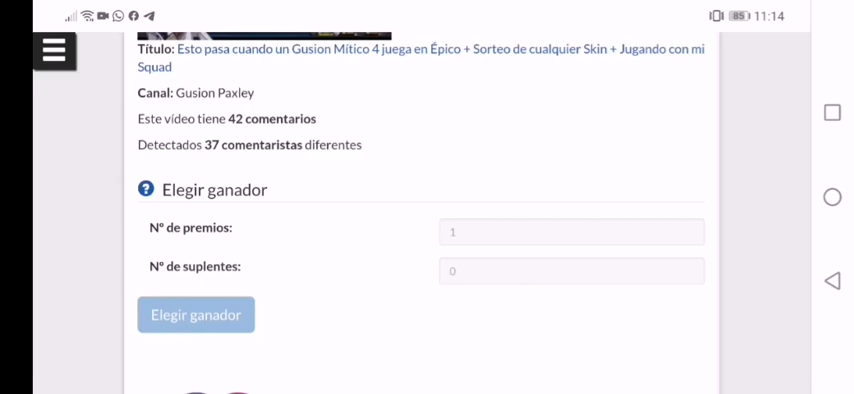 85 11:14
Título: Esto pasa cuando un Gusion Mítico 4 juega en Épico + Sorteo de cualquier Skin + Jugando con mi
Squad
Canal: Gusion Paxley
Este vídeo tiene 42 comentarios
Detectados 37 comentaristas diferentes
? Elegir ganador
Nº de premios:
1
Nº de suplentes:
0
Elegir ganador